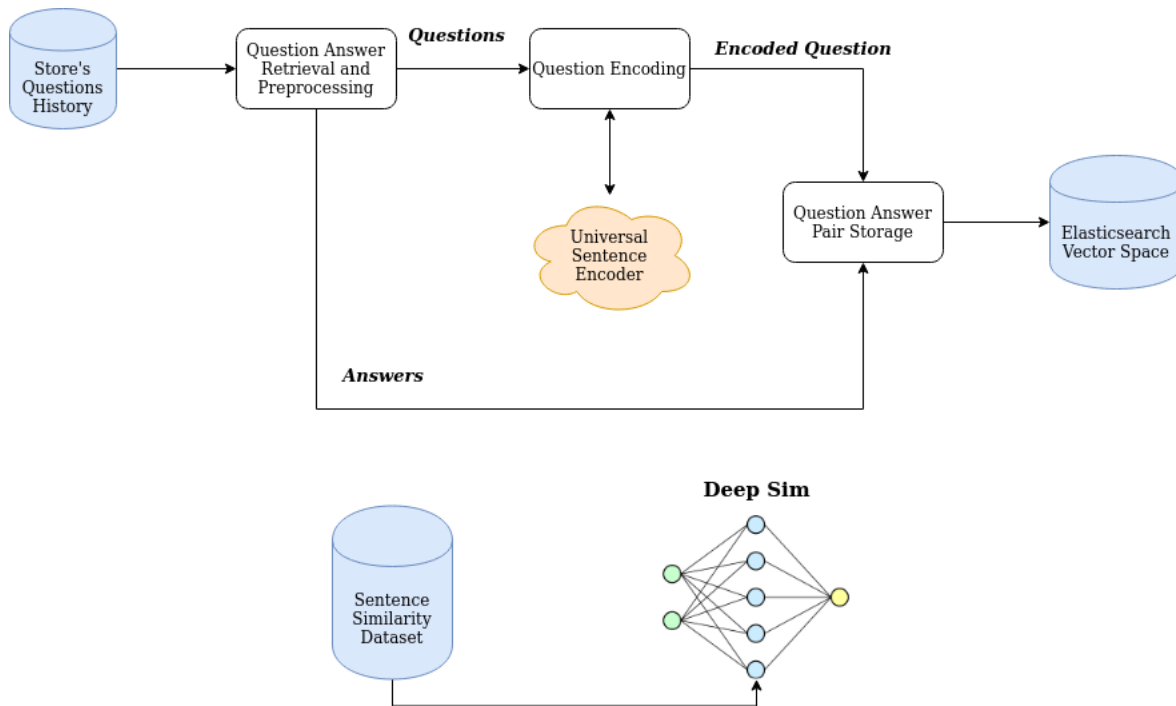 Store's
Questions
History
Question Answer
Retrieval and
Preprocessing
Questions
Question Encoding
Encoded Question
Universal
Sentence
Encoder
Question Answer
Pair Storage
Elasticsearch
Vector Space
Answers
Deep Sim
Sentence
Similarity
Dataset